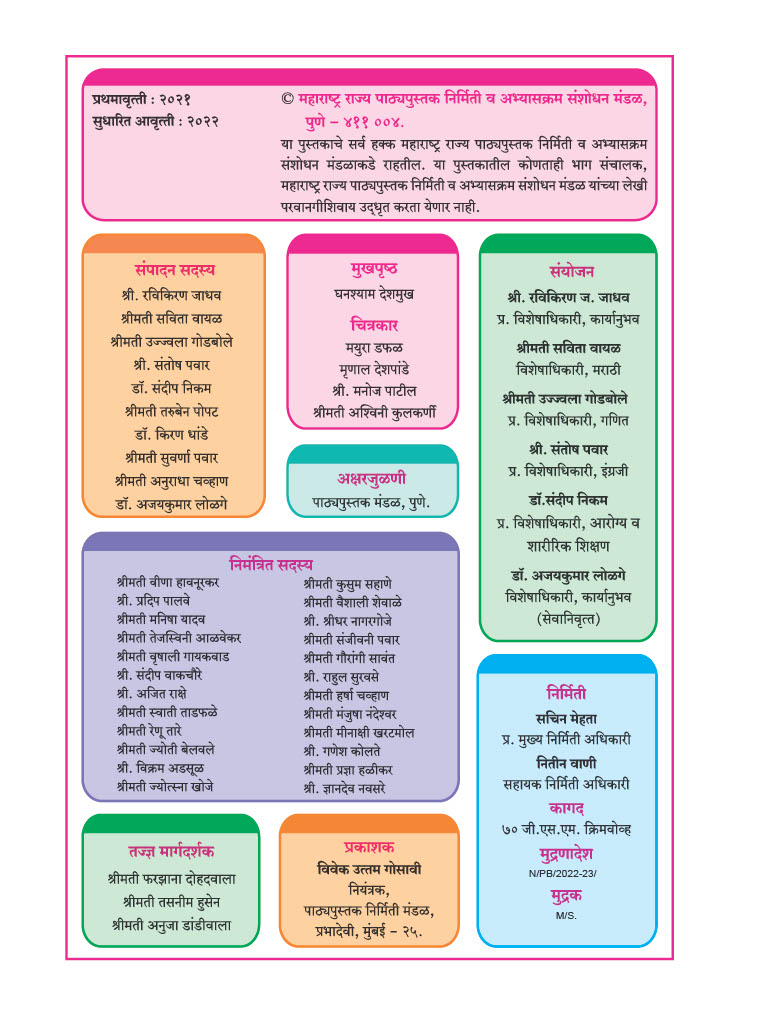 प्रथमावृत्ती : २०२१
सुधारित आवृत्ती : २०२२
© महाराष्ट्र राज्य पाठ्यपुस्तक निर्मिती व अभ्यासक्रम संशोधन मंडळ,
पुणे – ४११ ००४.
या पुस्तकाचे सर्व हक्क महाराष्ट्र राज्य पाठ्यपुस्तक निर्मिती व अभ्यासक्रम
संशोधन मंडळाकडे राहतील. या पुस्तकातील कोणताही भाग संचालक,
महाराष्ट्र राज्य पाठ्यपुस्तक निर्मिती व अभ्यासक्रम संशोधन मंडळ यांच्या लेखी
परवानगीशिवाय उद्‌धृत करता येणार नाही.
संपादन सदस्य
श्री. रविकिरण जाधव
श्रीमती सविता वायळ
श्रीमती उज्ज्वला गोडबोले
श्री. संतोष पवार
डॉ. संदीप निकम
श्रीमती तरुबेन पोपट
डॉ. किरण धांडे
श्रीमती सुवर्णा पवार
श्रीमती अनुराधा चव्हाण
डॉ. अजयकुमार लोळगे
मुखपृष्ठ
घनश्याम देशमुख
चित्रकार
मयुरा डफळ
मृणाल देशपांडे
श्री. मनोज पाटील
श्रीमती अश्विनी कुलकर्णी
अक्षरजुळणी
पाठ्यपुस्तक मंडळ, पुणे.
संयोजन
श्री. रविकिरण ज. जाधव
प्र. विशेषाधिकारी, कार्यानुभव
श्रीमती सविता वायळ
विशेषाधिकारी, मराठी
श्रीमती उज्ज्वला गोडबोले
प्र. विशेषाधिकारी, गणित
श्री. संतोष पवार
प्र. विशेषाधिकारी, इंग्रजी
डॉ.संदीप निकम
प्र. विशेषाधिकारी, आरोग्य व
शारीरिक शिक्षण
डॉ. अजयकुमार लोळगे
विशेषाधिकारी, कार्यानुभव
(सेवानिवृत्त)
निमंत्रित सदस्य
श्रीमती वीणा हावनूरकर
श्री. प्रदिप पालवे
श्रीमती मनिषा यादव
श्रीमती तेजस्विनी आळवेकर
श्रीमती वृषाली गायकवाड
श्री. संदीप वाकचौरे
श्री. अजित राक्षे
श्रीमती स्वाती ताडफळे
श्रीमती रेणू तारे
श्रीमती ज्योती बेलवले
श्री. विक्रम अडसूळ
श्रीमती ज्योत्स्ना खोजे
श्रीमती कुसुम सहाणे
श्रीमती वैशाली शेवाळे
श्री. श्रीधर नागरगोजे
श्रीमती संजीवनी पवार
श्रीमती गौरांगी सावंत
श्री. राहुल सुरवसे
श्रीमती हर्षा चव्हाण
श्रीमती मंजुषा नंदेश्वर
श्रीमती मीनाक्षी खरटमोल
श्री. गणेश कोलते
श्रीमती प्रज्ञा हळीकर
श्री. ज्ञानदेव नवसरे
निर्मिती
सचिन मेहता
प्र. मुख्य निर्मिती अधिकारी
नितीन वाणी
सहायक निर्मिती अधिकारी
कागद
७० जी.एस.एम. क्रिमवोव्ह
मुद्रणादेश
N/PB/2022-23/
मुद्रक
M/S.
तज्ज्ञ मार्गदर्शक
श्रीमती फरझाना दोहदवाला
श्रीमती तसनीम हुसेन
श्रीमती अनुजा डांडीवाला
प्रकाशक
विवेक उत्तम गोसावी
नियंत्रक,
पाठ्यपुस्तक निर्मिती मंडळ,
प्रभादेवी, मुंबई – २५.